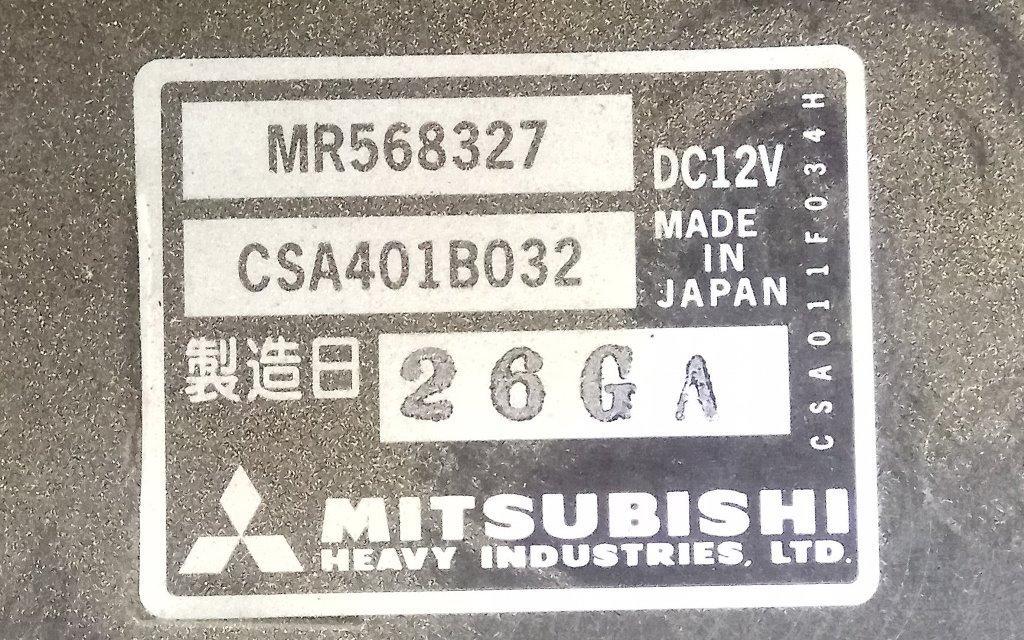 MR568327
DC12V
CSA401B032
MADE
IN
JAPAN
製造日 26GA
MITSUBISHI
HEAVY INDUSTRIES, LTD.
CSA011F034H